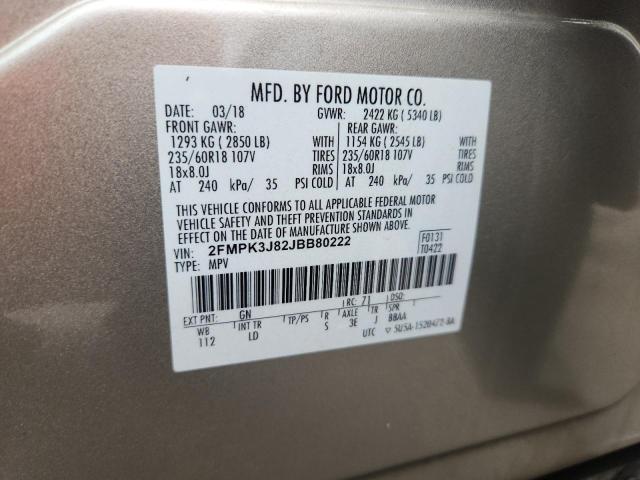 MFD. BY FORD MOTOR CO.
DATE: 03/18 GVWR: 2422 KG ( 5340 LB)
FRONT GAWR: REAR GAWR:
1293 KG ( 2850 LB) WITH 1154 KG ( 2545 LB) WITH
235/60R18 107V TIRES 235/60R18 107V TIRES
18x8.0J RIMS 18x8.0J RIMS
AT 240 kPa/ 35 PSI COLD AT 240 kPa/ 35 PSI COLD
THIS VEHICLE CONFORMS TO ALL APPLICABLE FEDERAL MOTOR
VEHICLE SAFETY AND THEFT PREVENTION STANDARDS IN
EFFECT ON THE DATE OF MANUFACTURE SHOWN ABOVE.
VIN: 2FMPK3J82JBB80222 F0131
TYPE: MPV T0422
EXT PNT: GN RC: 71 DSO:
WB INT TR TP/PS R AXLE TR SPR
112 LD S 3E J BBAA
UTC